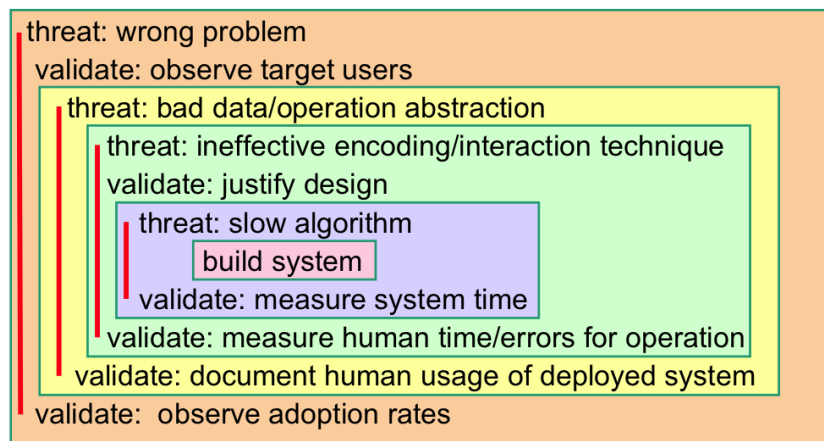 threat: wrong problem
validate: observe target users
threat: bad data/operation abstraction
threat: ineffective encoding/interaction technique
validate: justify design
threat: slow algorithm
build system
validate: measure system time
validate: measure human time/errors for operation
validate: document human usage of deployed system
validate: observe adoption rates